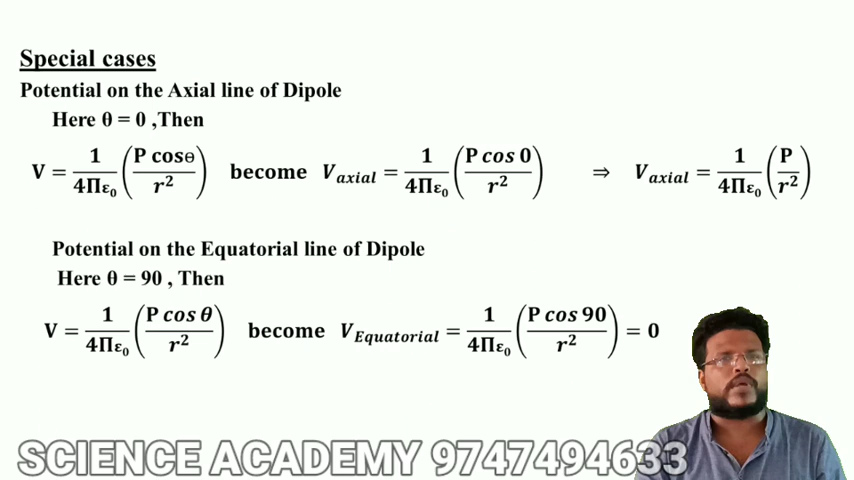 Special cases
Potential on the Axial line of Dipole
Here θ = 0 ,Then
V = 1/4Πε₀ (P cosθ/r²) become V_axial = 1/4Πε₀ (P cos 0/r²) ⇒ V_axial = 1/4Πε₀ (P/r²)
Potential on the Equatorial line of Dipole
Here θ = 90 , Then
V = 1/4Πε₀ (P cos θ/r²) become V_Equatorial = 1/4Πε₀ (P cos 90/r²) = 0
SCIENCE ACADEMY 9747494633